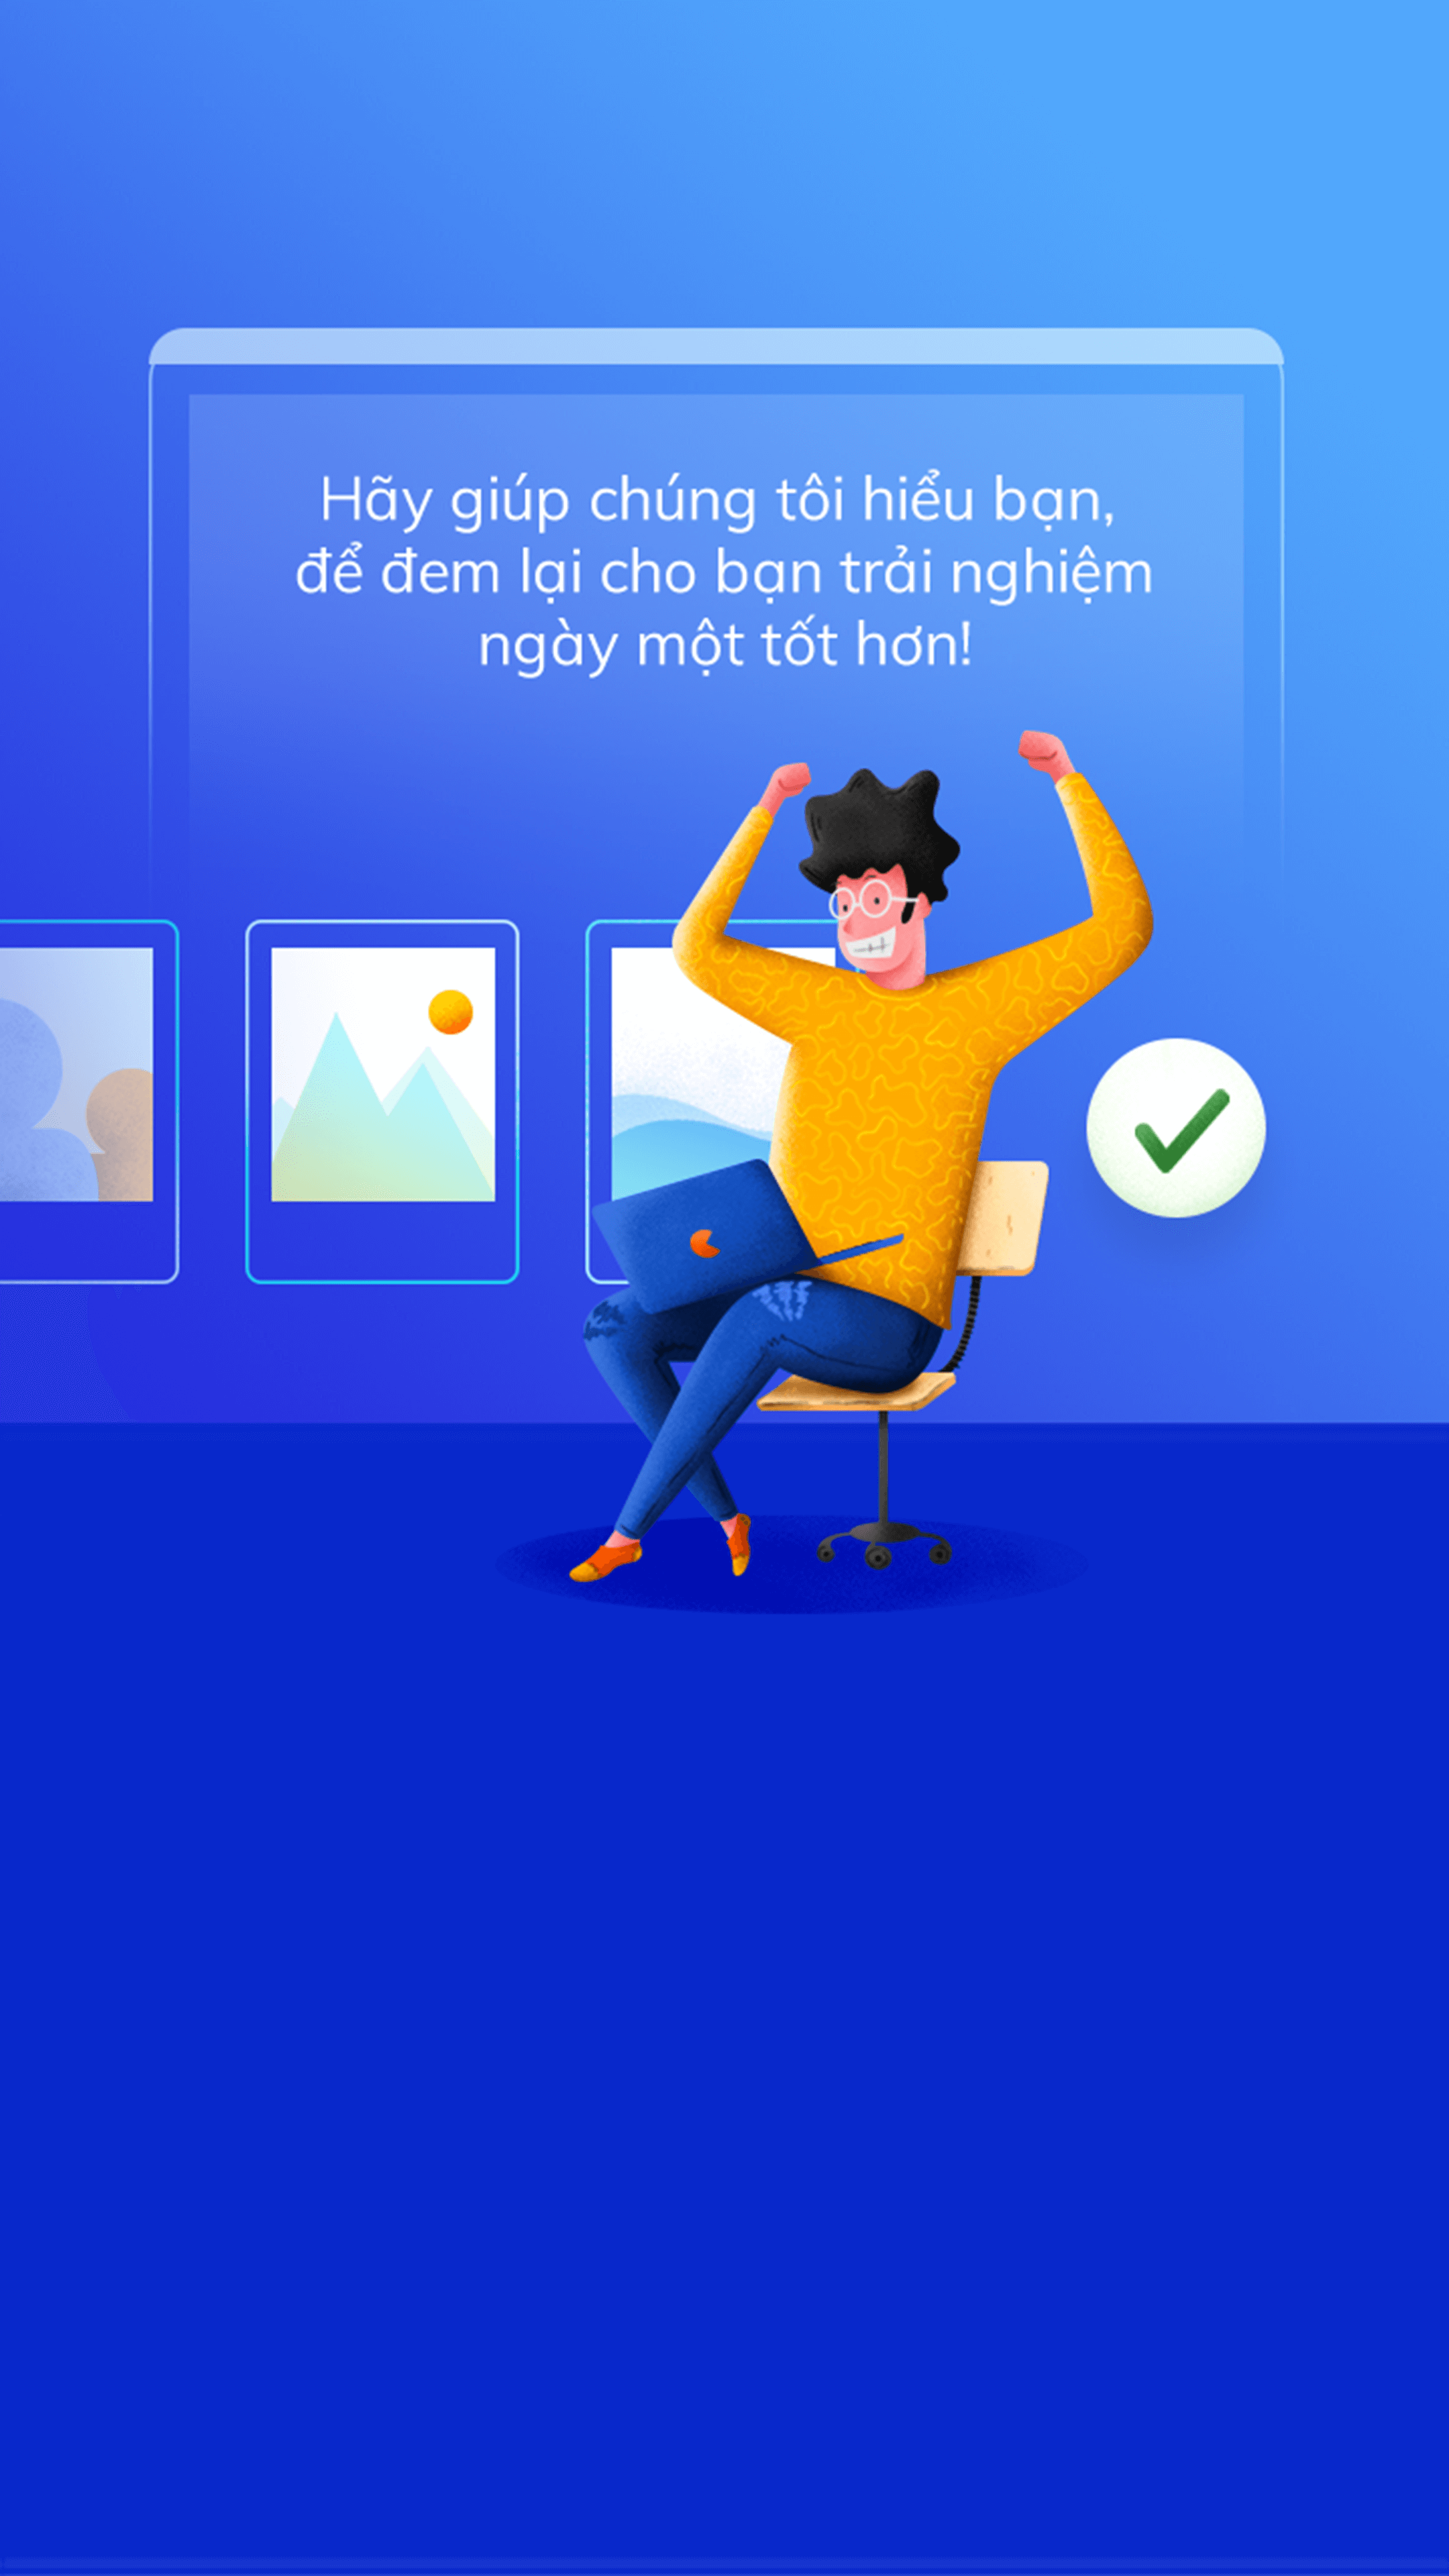 Hãy giúp chúng tôi hiểu bạn,
để đem lại cho bạn trải nghiệm
ngày một tốt hơn!